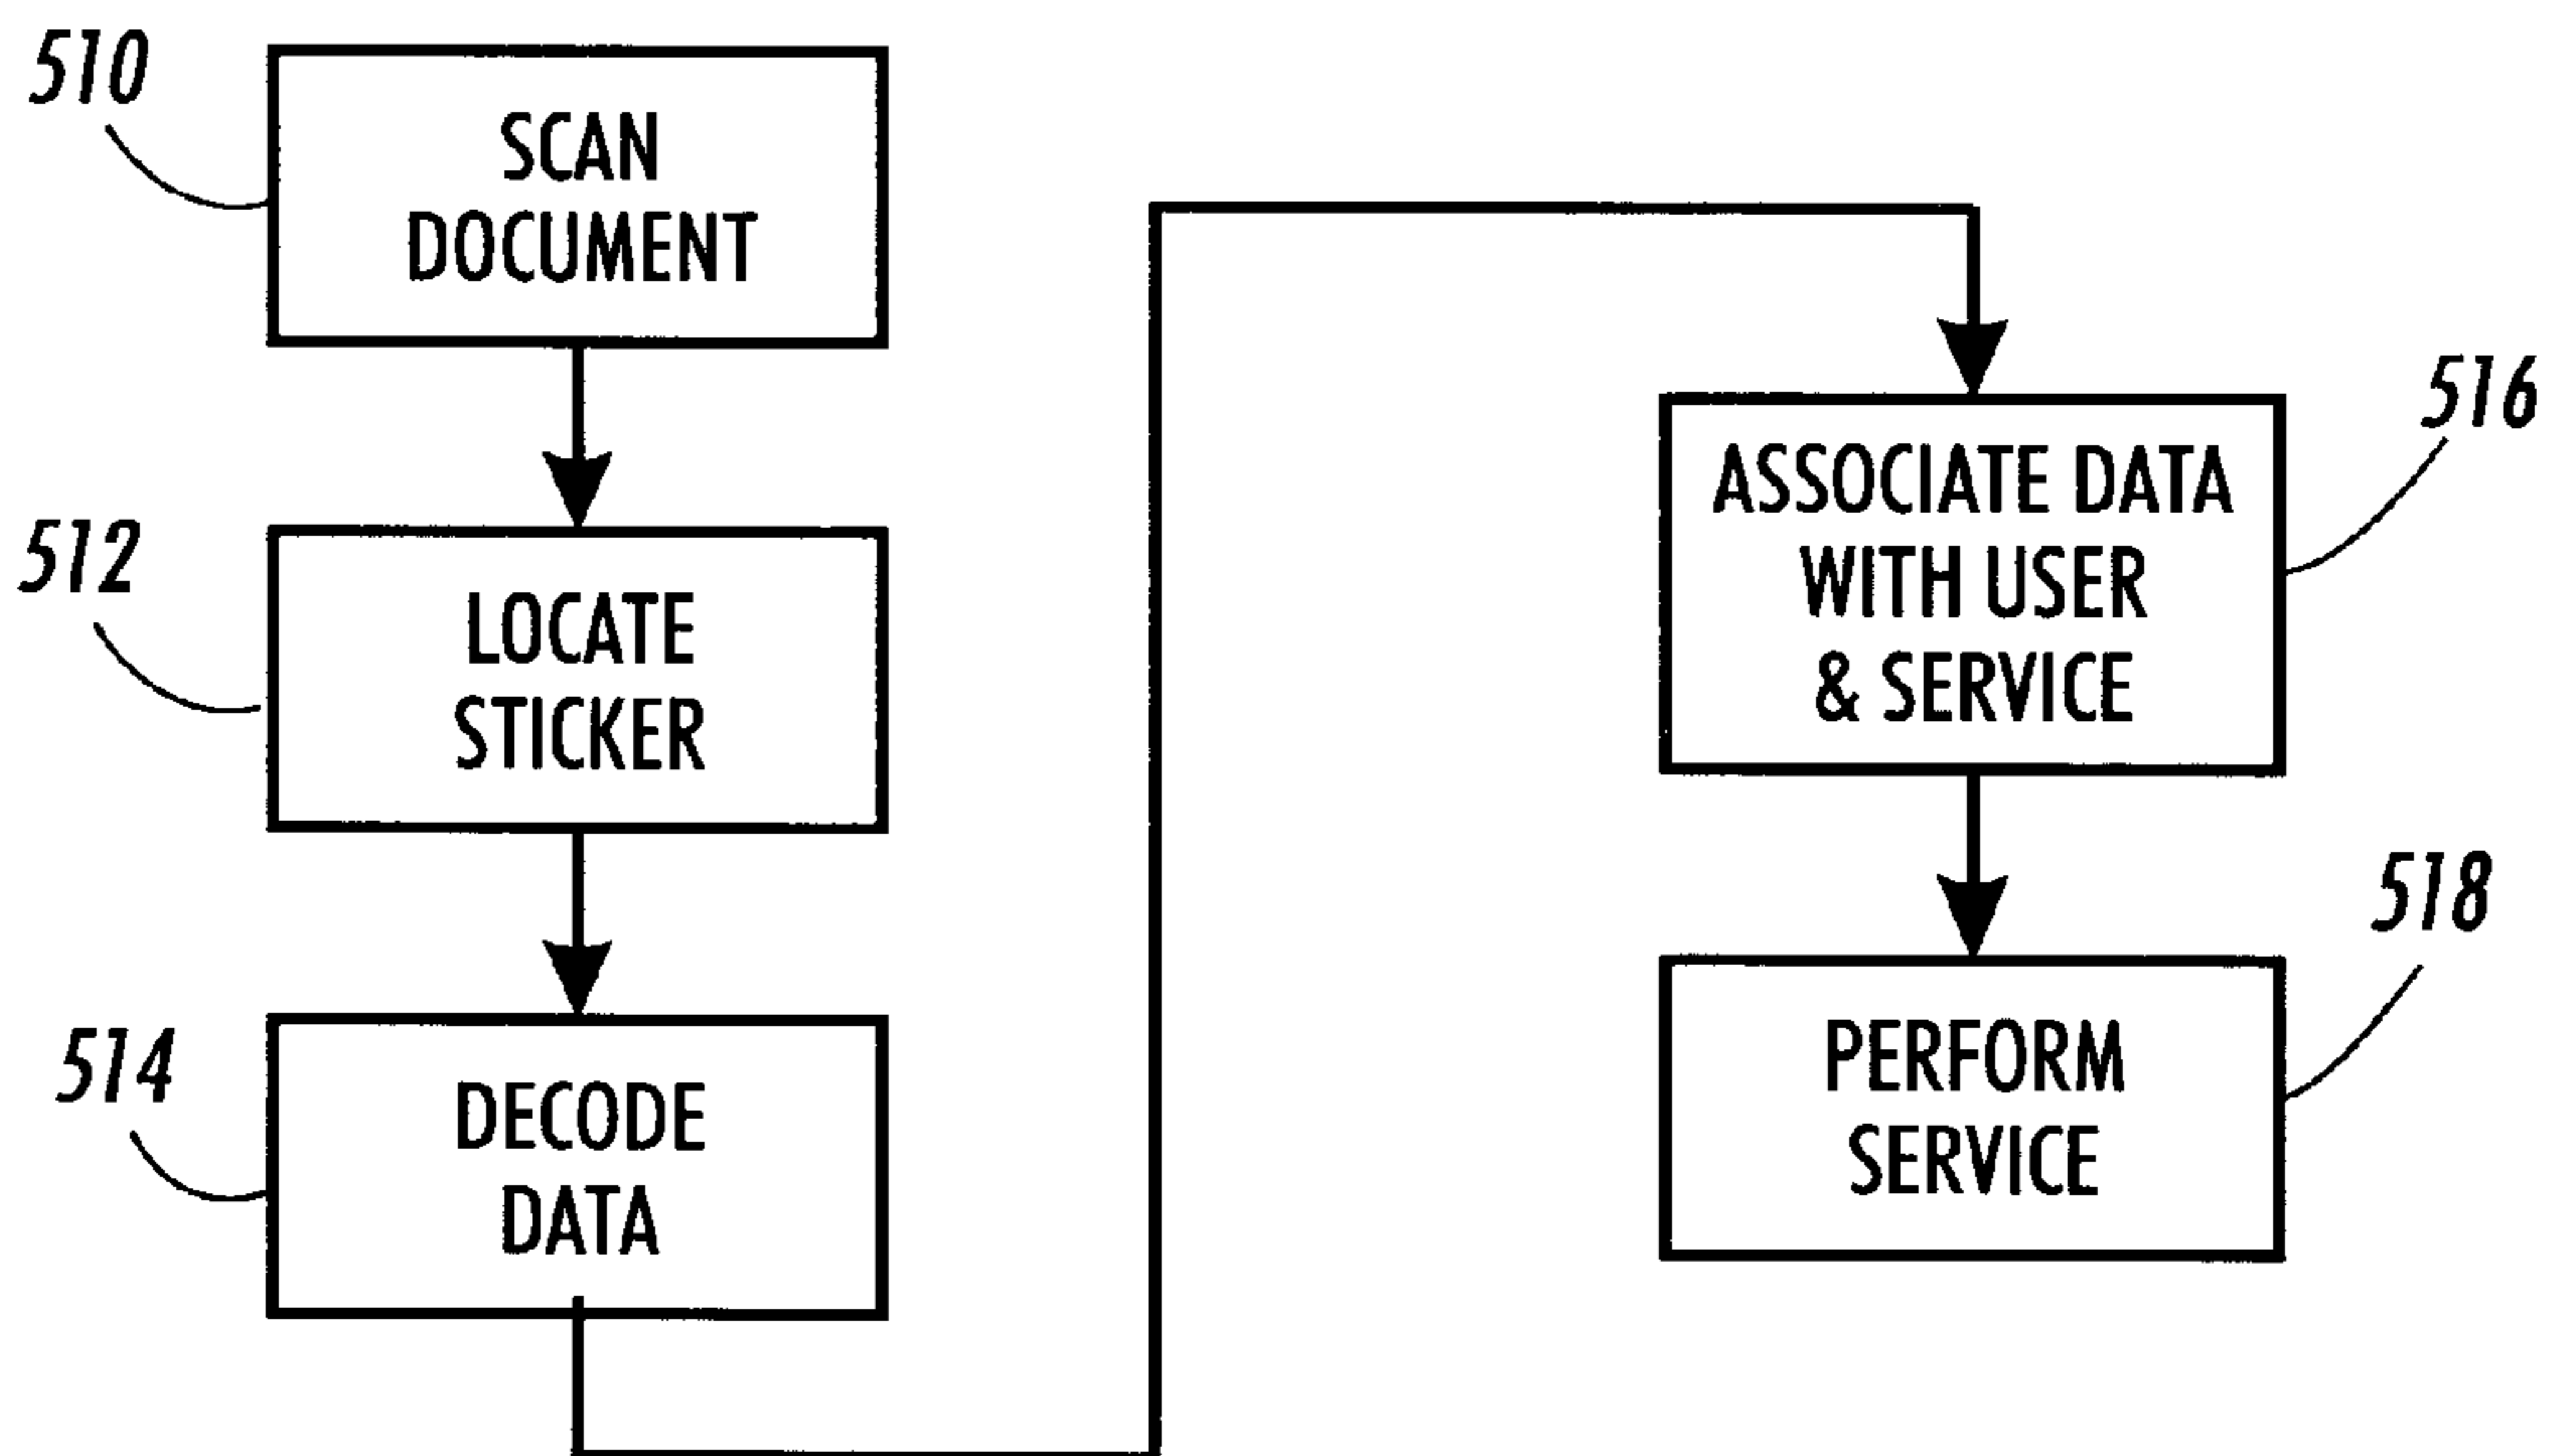 510
SCAN
DOCUMENT
512
LOCATE
STICKER
514
DECODE
DATA
516
ASSOCIATE DATA
WITH USER
& SERVICE
518
PERFORM
SERVICE